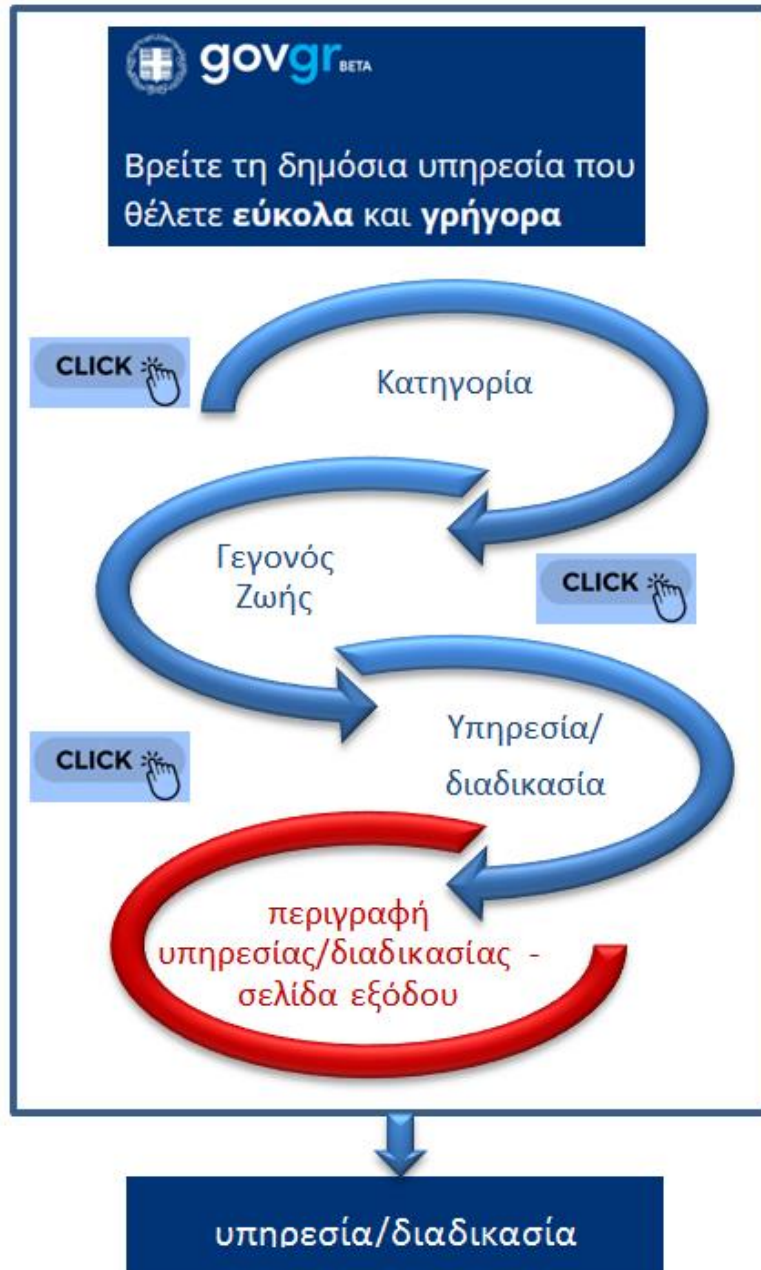 govgr BETA
Βρείτε τη δημόσια υπηρεσία που
θέλετε εύκολα και γρήγορα
CLICK
Κατηγορία
Γεγονός
Ζωής
CLICK
Υπηρεσία/
διαδικασία
CLICK
περιγραφή
υπηρεσίας/διαδικασίας -
σελίδα εξόδου
υπηρεσία/διαδικασία